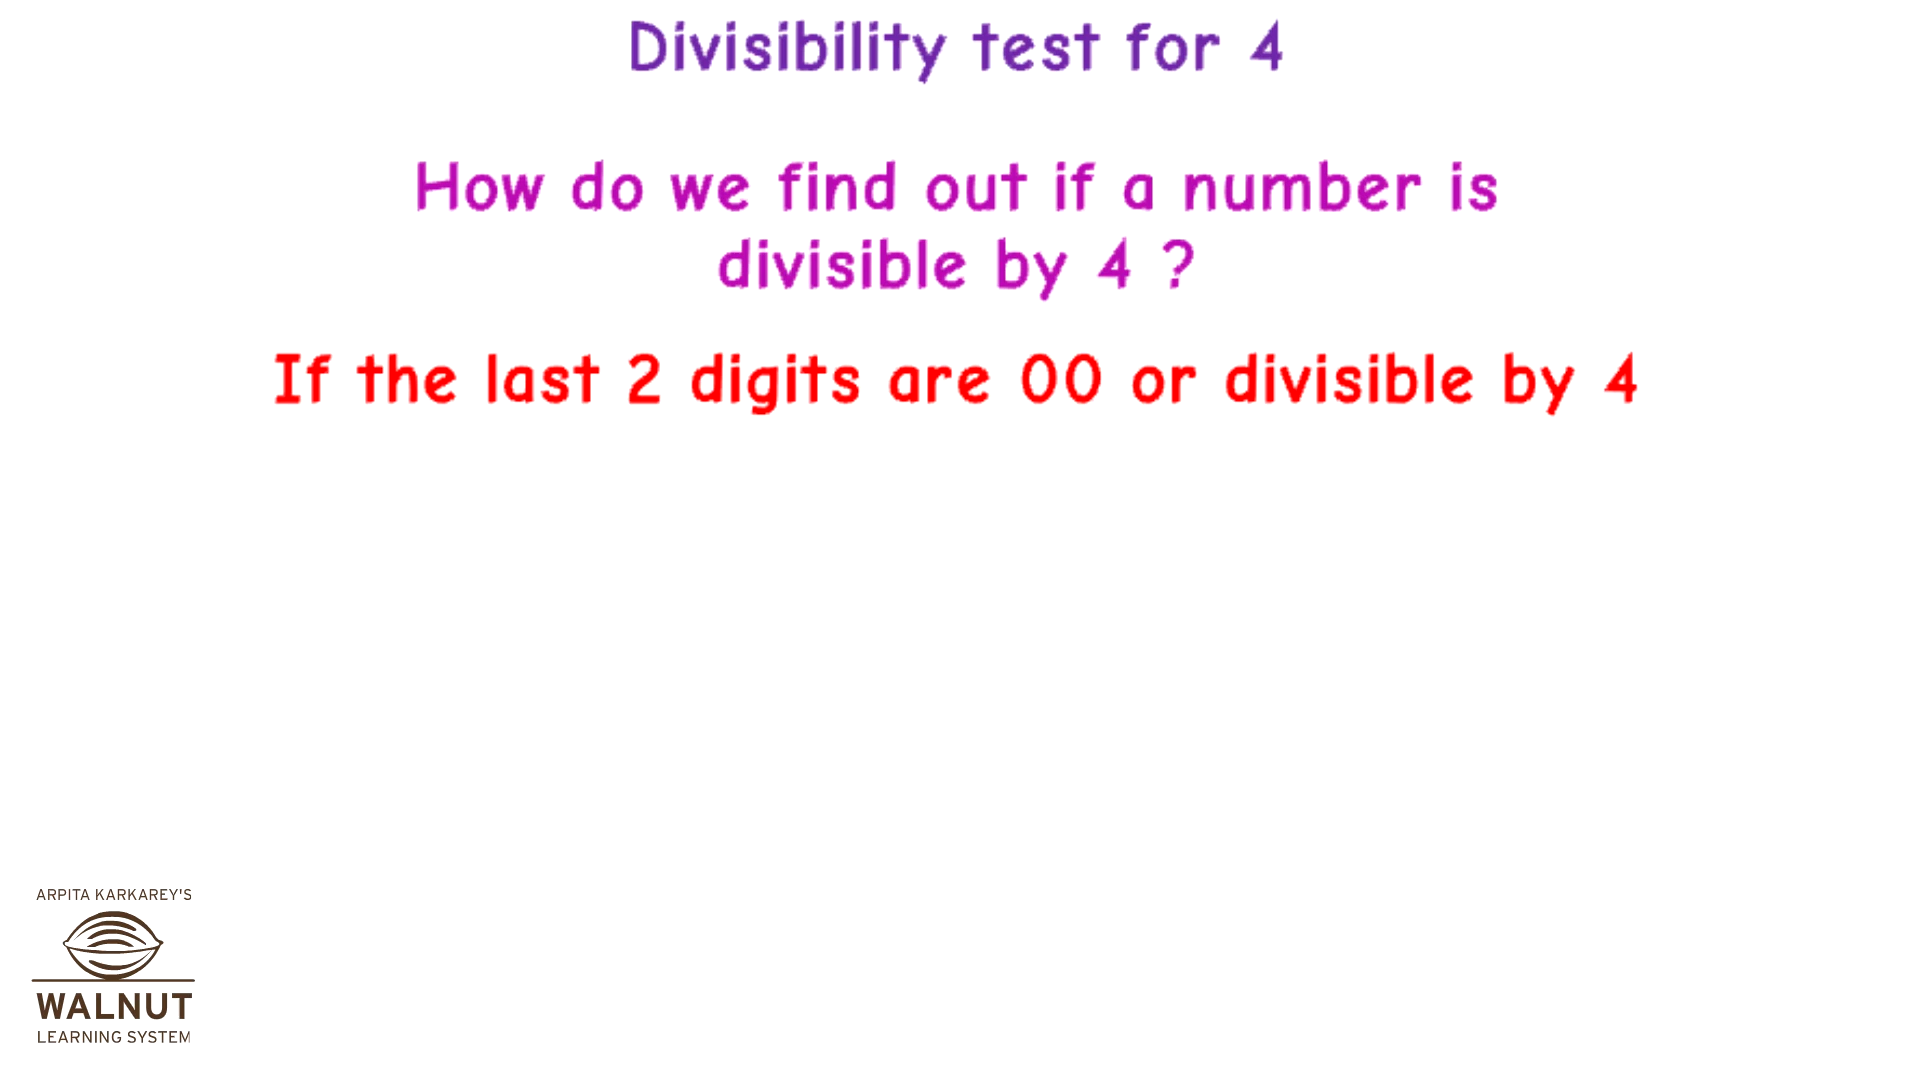 Divisibility test for 4
How do we find out if a number is
divisible by 4 ?
If the last 2 digits are 00 or divisible by 4
ARPITA KARKAREY'S
WALNUT
LEARNING SYSTEM